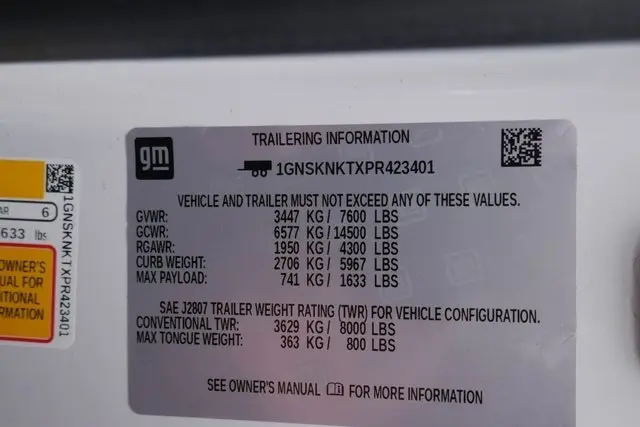 gm
TRAILERING INFORMATION
1GNSKNKTXPR423401
VEHICLE AND TRAILER MUST NOT EXCEED ANY OF THESE VALUES.
GVWR: 3447 KG / 7600 LBS
GCWR: 6577 KG / 14500 LBS
RGAWR: 1950 KG / 4300 LBS
CURB WEIGHT: 2706 KG / 5967 LBS
MAX PAYLOAD: 741 KG / 1633 LBS
SAE J2807 TRAILER WEIGHT RATING (TWR) FOR VEHICLE CONFIGURATION.
CONVENTIONAL TWR: 3629 KG / 8000 LBS
MAX TONGUE WEIGHT: 363 KG / 800 LBS
SEE OWNER'S MANUAL FOR MORE INFORMATION
6
633 lbs
OWNER'S
FOR
1GNSKNKTXPR423401